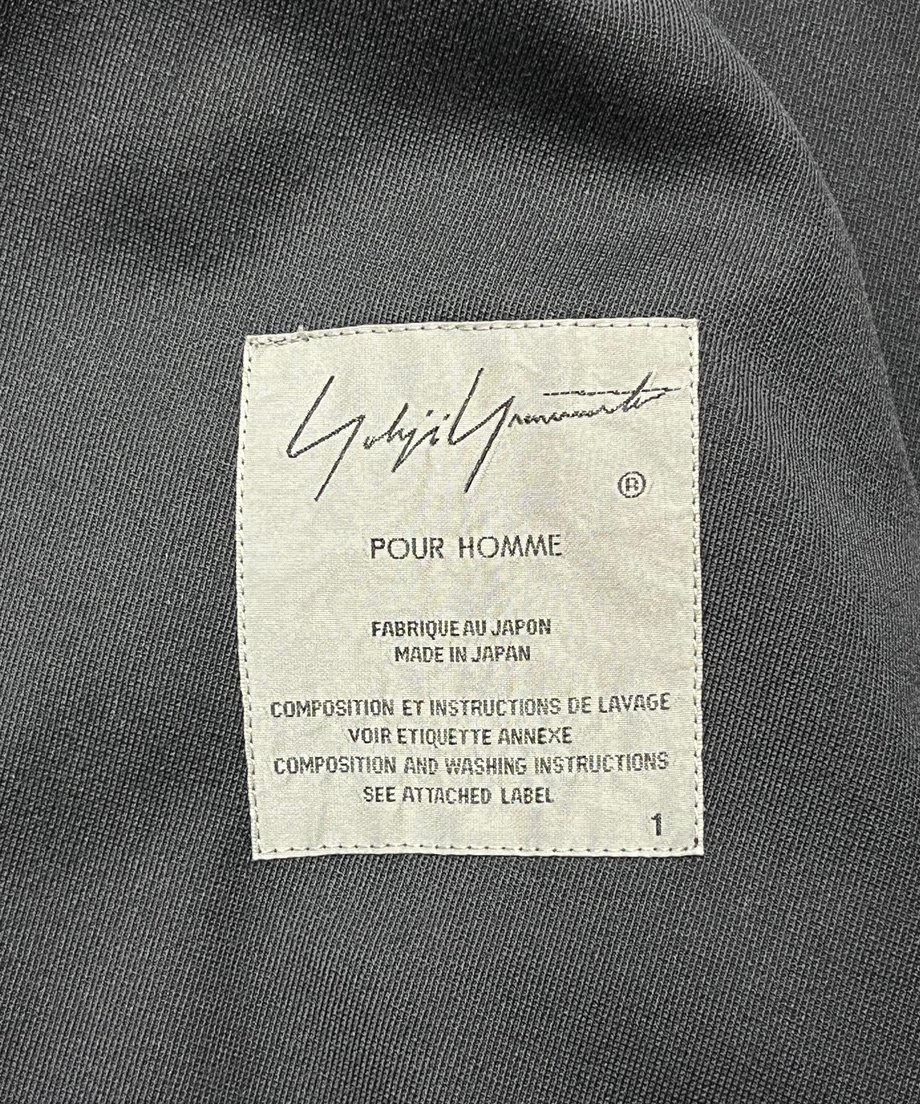 Yohji Yamamoto
®
POUR HOMME
FABRIQUE AU JAPON
MADE IN JAPAN
COMPOSITION ET INSTRUCTIONS DE LAVAGE
VOIR ETIQUETTE ANNEXE
COMPOSITION AND WASHING INSTRUCTIONS
SEE ATTACHED LABEL
1